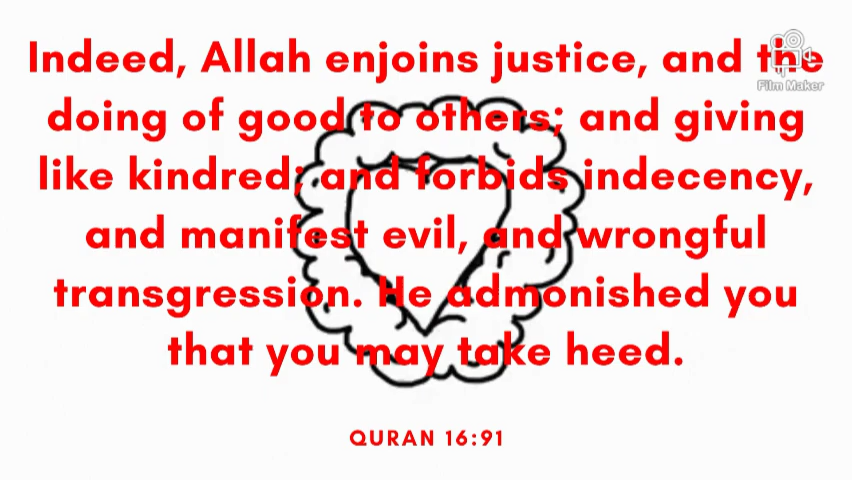 Indeed, Allah enjoins justice, and the
Film Maker
doing of good to others; and giving
like kindred; and forbids indecency,
and manifest evil, and wrongful
transgression. He admonished you
that you may take heed.
QURAN 16:91